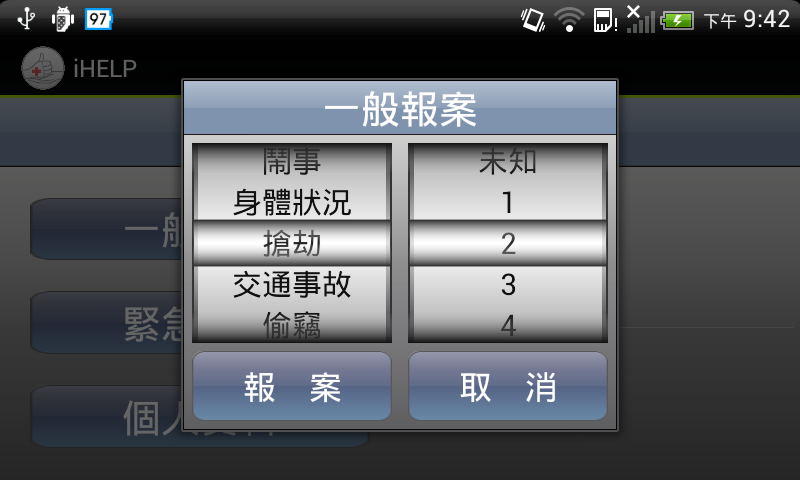 97
下午 9:42
iHELP
一般報案
鬧事 未知
身體狀況 1
搶劫 2
交通事故 3
偷竊 4
報 案 取 消
一般
緊急
個人資料